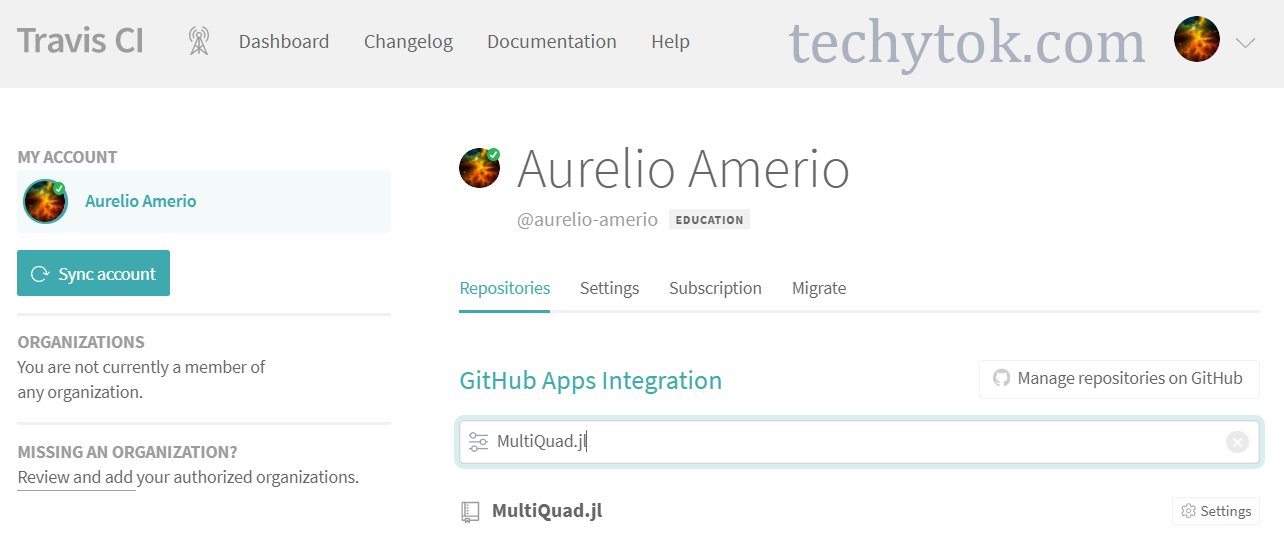 Travis CI Dashboard Changelog Documentation Help techytok.com
MY ACCOUNT
Aurelio Amerio
Sync account
ORGANIZATIONS
You are not currently a member of
any organization.
MISSING AN ORGANIZATION?
Review and add your authorized organizations.
Aurelio Amerio
@aurelio-amerio EDUCATION
Repositories Settings Subscription Migrate
GitHub Apps Integration Manage repositories on GitHub
MultiQuad.jl
MultiQuad.jl Settings